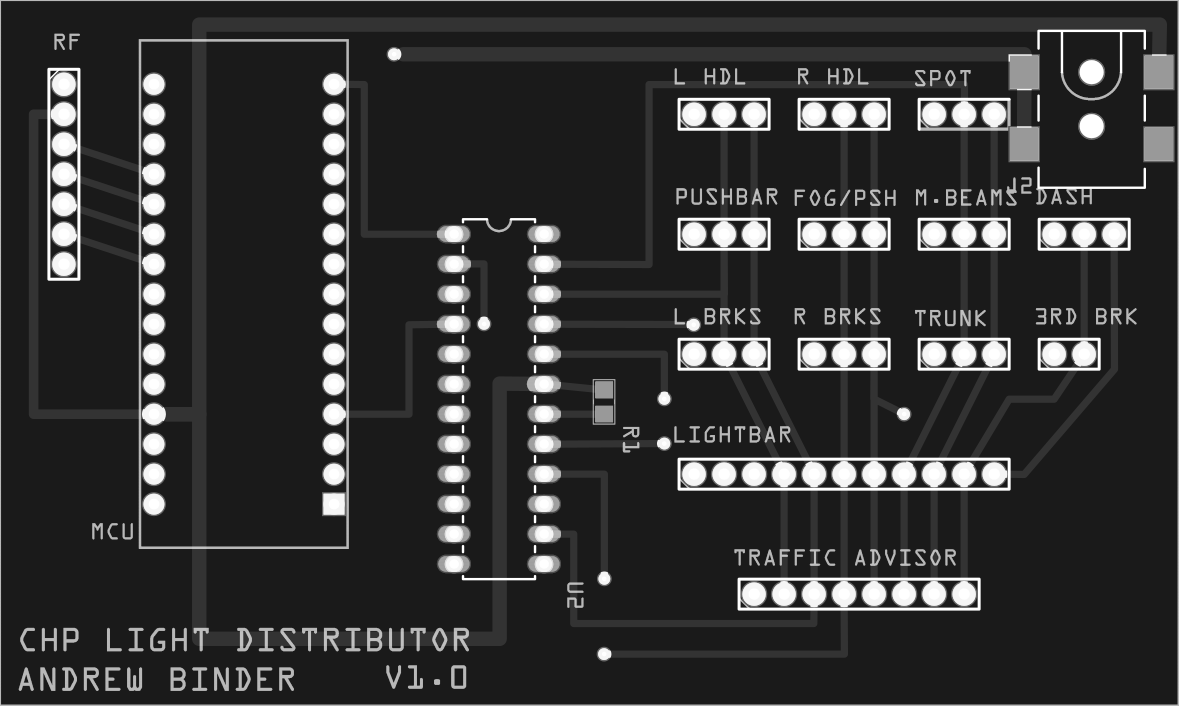 RF
L HDL
R HDL
SPOT
J2
PUSHBAR
FOG/PSH
M.BEAMS
DASH
L BRKS
R BRKS
TRUNK
3RD BRK
R1
LIGHTBAR
MCU
TRAFFIC ADVISOR
U2
CHP LIGHT DISTRIBUTOR
ANDREW BINDER
V1.0